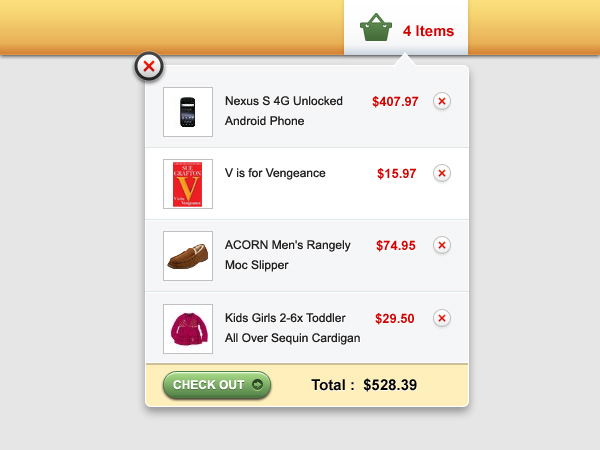 4 Items
Nexus S 4G Unlocked $407.97
Android Phone
SUE
GRAFTON
V
V is for
Vengeance
V is for Vengeance $15.97
ACORN Men's Rangely $74.95
Moc Slipper
Kids Girls 2-6x Toddler $29.50
All Over Sequin Cardigan
CHECK OUT Total : $528.39